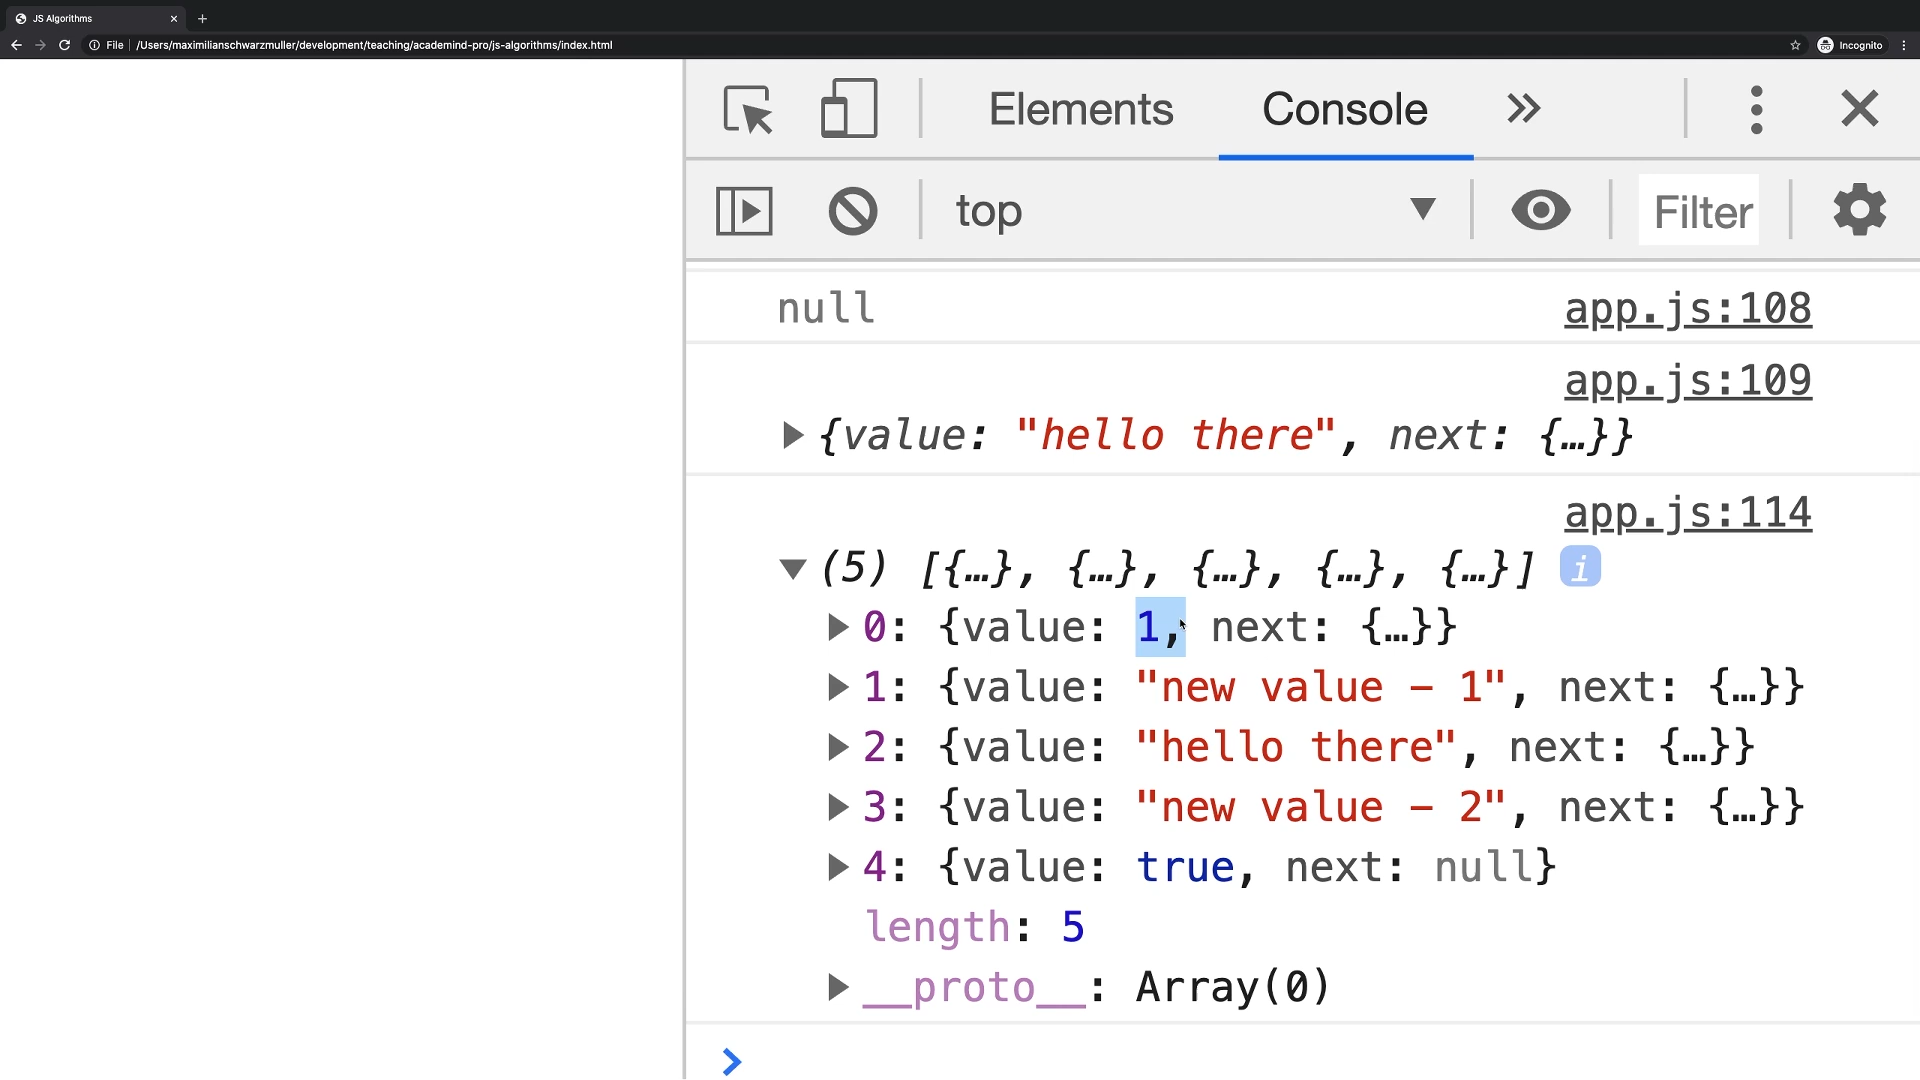 JS Algorithms
File /Users/maximilianschwarzmuller/development/teaching/academind-pro/js-algorithms/index.html Incognito
Elements Console
top Filter
null app.js:108
app.js:109
{value: "hello there", next: {…}}
app.js:114
(5) [{…}, {…}, {…}, {…}, {…}] i
0: {value: 1, next: {…}}
1: {value: "new value - 1", next: {…}}
2: {value: "hello there", next: {…}}
3: {value: "new value - 2", next: {…}}
4: {value: true, next: null}
length: 5
__proto__: Array(0)